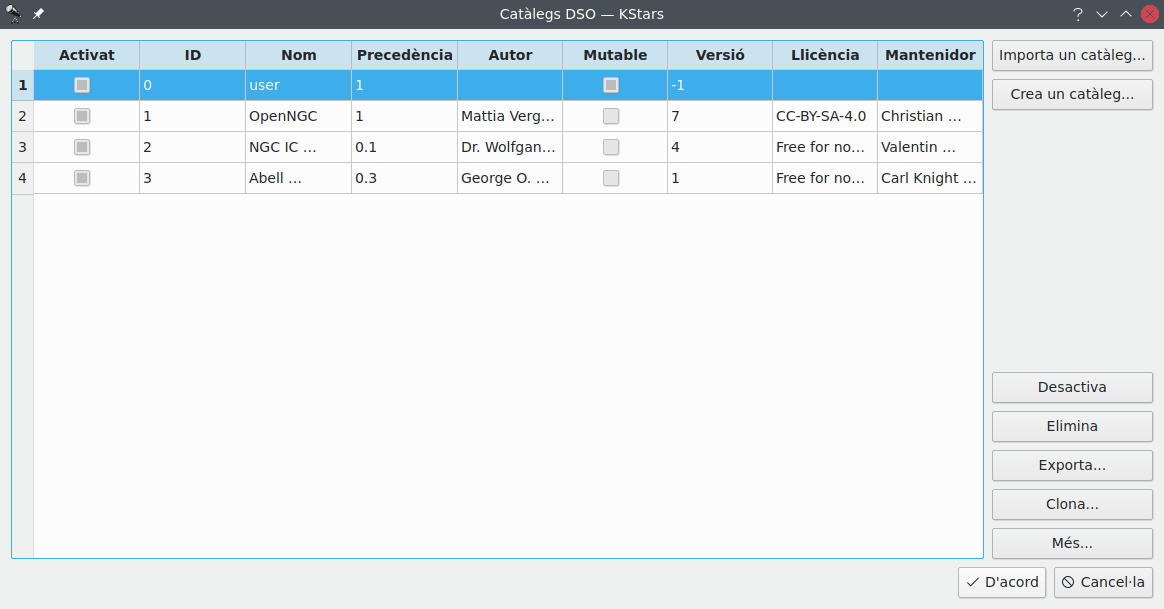 Catàlegs DSO — KStars
?
Activat ID Nom Precedència Autor Mutable Versió Llicència Mantenidor
1 0 user 1 -1
2 1 OpenNGC 1 Mattia Verg... 7 CC-BY-SA-4.0 Christian ...
3 2 NGC IC ... 0.1 Dr. Wolfgan... 4 Free for no... Valentin ...
4 3 Abell ... 0.3 George O. ... 1 Free for no... Carl Knight ...
Importa un catàleg...
Crea un catàleg...
Desactiva
Elimina
Exporta...
Clona...
Més...
D'acord Cancel·la